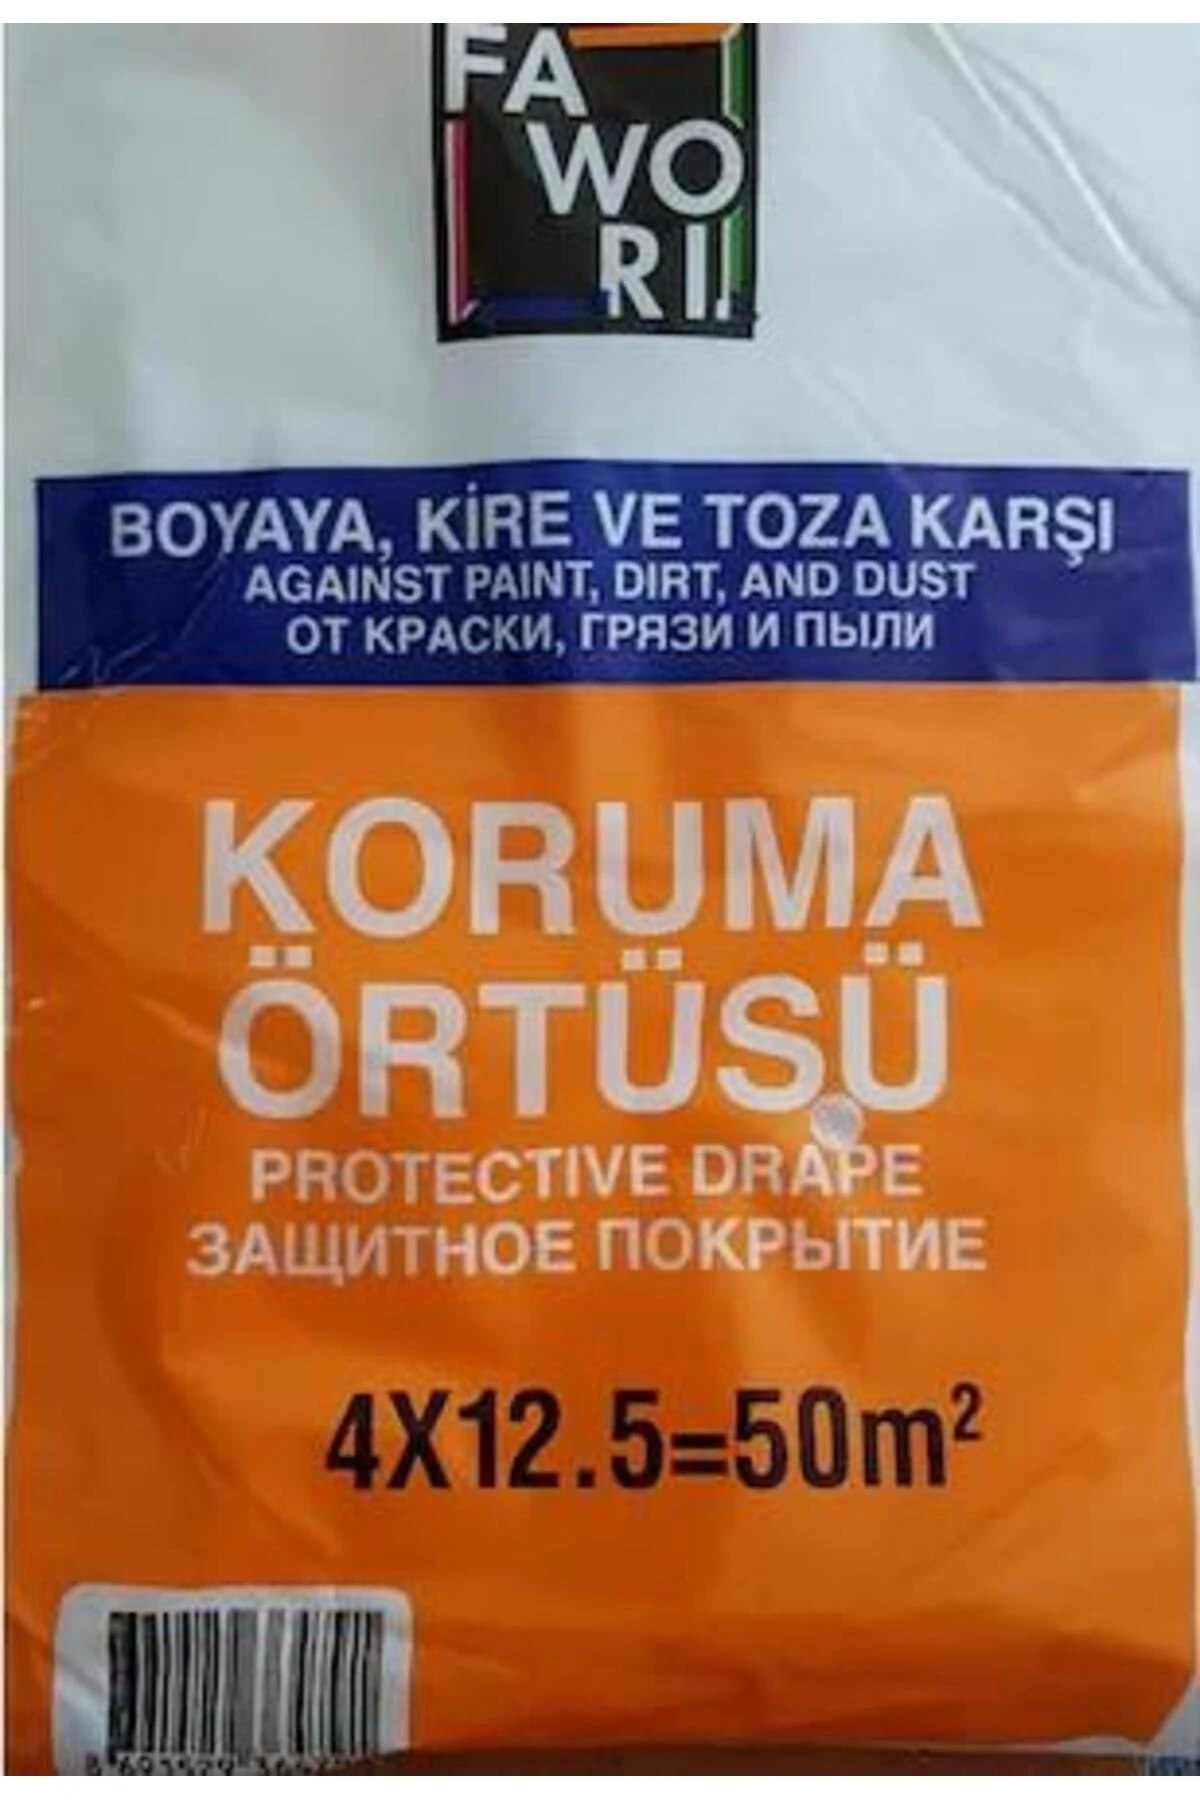 FA
WO
RI
BOYAYA, KİRE VE TOZA KARŞI
AGAINST PAINT, DIRT, AND DUST
ОТ КРАСКИ, ГРЯЗИ И ПЫЛИ
KORUMA
ÖRTÜSÜ
PROTECTIVE DRAPE
ЗАЩИТНОЕ ПОКРЫТИЕ
4X12.5=50m²